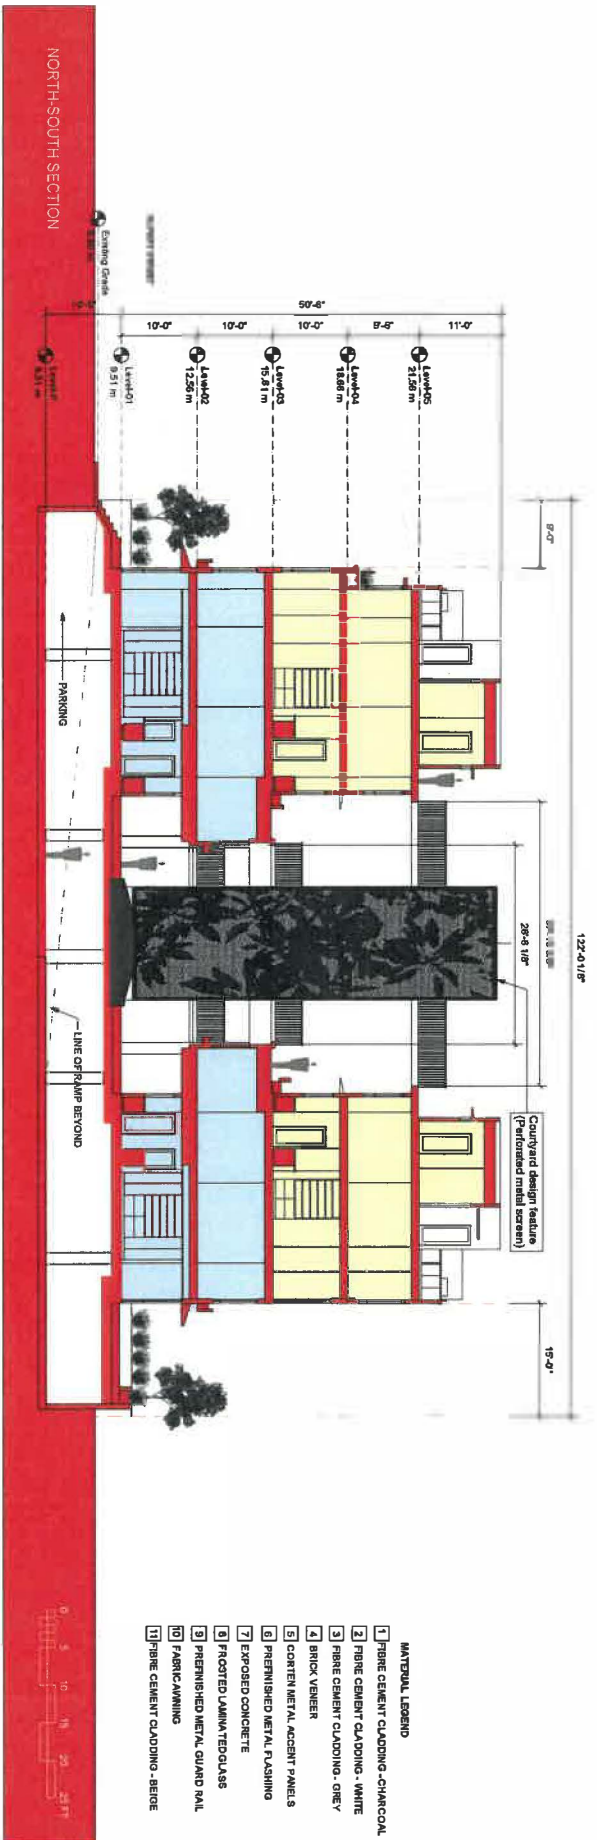 NORTH-SOUTH SECTION
122'-0 1/8"
9'-0"
26'-8 1/8"
15'-0"
Courtyard design feature
(Perforated metal screen)
50'-6"
11'-0"
9'-6"
10'-0"
10'-0"
10'-0"
Level-05
21.56 m
Level-04
18.66 m
Level-03
15.61 m
Level-02
12.56 m
Level-01
9.51 m
Existing Grade
PARKING
LINE OF RAMP BEYOND
MATERIAL LEGEND
1 FIBRE CEMENT CLADDING - CHARCOAL
2 FIBRE CEMENT CLADDING - WHITE
3 FIBRE CEMENT CLADDING - GREY
4 BRICK VENEER
5 CORTEN METAL ACCENT PANELS
6 PREFINISHED METAL FLASHING
7 EXPOSED CONCRETE
8 FROSTED LAMINATED GLASS
9 PREFINISHED METAL GUARD RAIL
10 FABRIC AWNING
11 FIBRE CEMENT CLADDING - BEIGE
0 5 10 15 20 25 FT